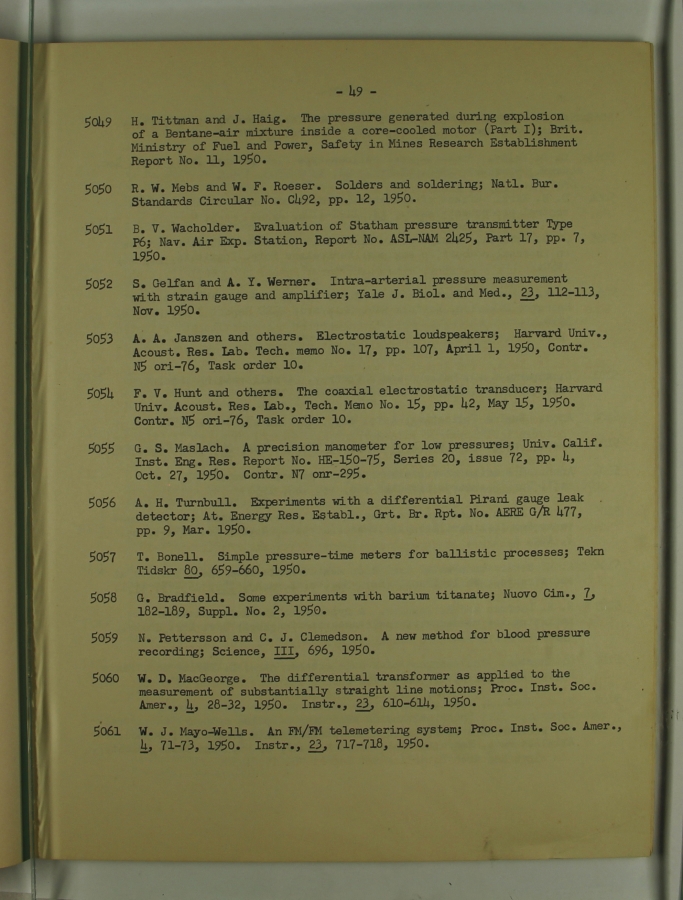 - 49 -
5049 H. Tittman and J. Haig. The pressure generated during explosion
of a Bentane-air mixture inside a core-cooled motor (Part I); Brit.
Ministry of Fuel and Power, Safety in Mines Research Establishment
Report No. 11, 1950.
5050 R. W. Mebs and W. F. Roeser. Solders and soldering; Natl. Bur.
Standards Circular No. C492, pp. 12, 1950.
5051 B. V. Wacholder. Evaluation of Statham pressure transmitter Type
P6; Nav. Air Exp. Station, Report No. ASL-NAM 2425, Part 17, pp. 7,
1950.
5052 S. Gelfan and A. Y. Werner. Intra-arterial pressure measurement
with strain gauge and amplifier; Yale J. Biol. and Med., 23, 112-113,
Nov. 1950.
5053 A. A. Janszen and others. Electrostatic loudspeakers; Harvard Univ.,
Acoust. Res. Lab. Tech. memo No. 17, pp. 107, April 1, 1950, Contr.
N5 ori-76, Task order 10.
5054 F. V. Hunt and others. The coaxial electrostatic transducer; Harvard
Univ. Acoust. Res. Lab., Tech. Memo No. 15, pp. 42, May 15, 1950.
Contr. N5 ori-76, Task order 10.
5055 G. S. Maslach. A precision manometer for low pressures; Univ. Calif.
Inst. Eng. Res. Report No. HE-150-75, Series 20, issue 72, pp. 4,
Oct. 27, 1950. Contr. N7 onr-295.
5056 A. H. Turnbull. Experiments with a differential Pirani gauge leak
detector; At. Energy Res. Establ., Grt. Br. Rpt. No. AERE G/R 477,
pp. 9, Mar. 1950.
5057 T. Bonell. Simple pressure-time meters for ballistic processes; Tekn
Tidskr 80, 659-660, 1950.
5058 G. Bradfield. Some experiments with barium titanate; Nuovo Cim., 7,
182-189, Suppl. No. 2, 1950.
5059 N. Pettersson and C. J. Clemedson. A new method for blood pressure
recording; Science, III, 696, 1950.
5060 W. D. MacGeorge. The differential transformer as applied to the
measurement of substantially straight line motions; Proc. Inst. Soc.
Amer., 4, 28-32, 1950. Instr., 23, 610-614, 1950.
5061 W. J. Mayo-Wells. An FM/FM telemetering system; Proc. Inst. Soc. Amer.,
4, 71-73, 1950. Instr., 23, 717-718, 1950.